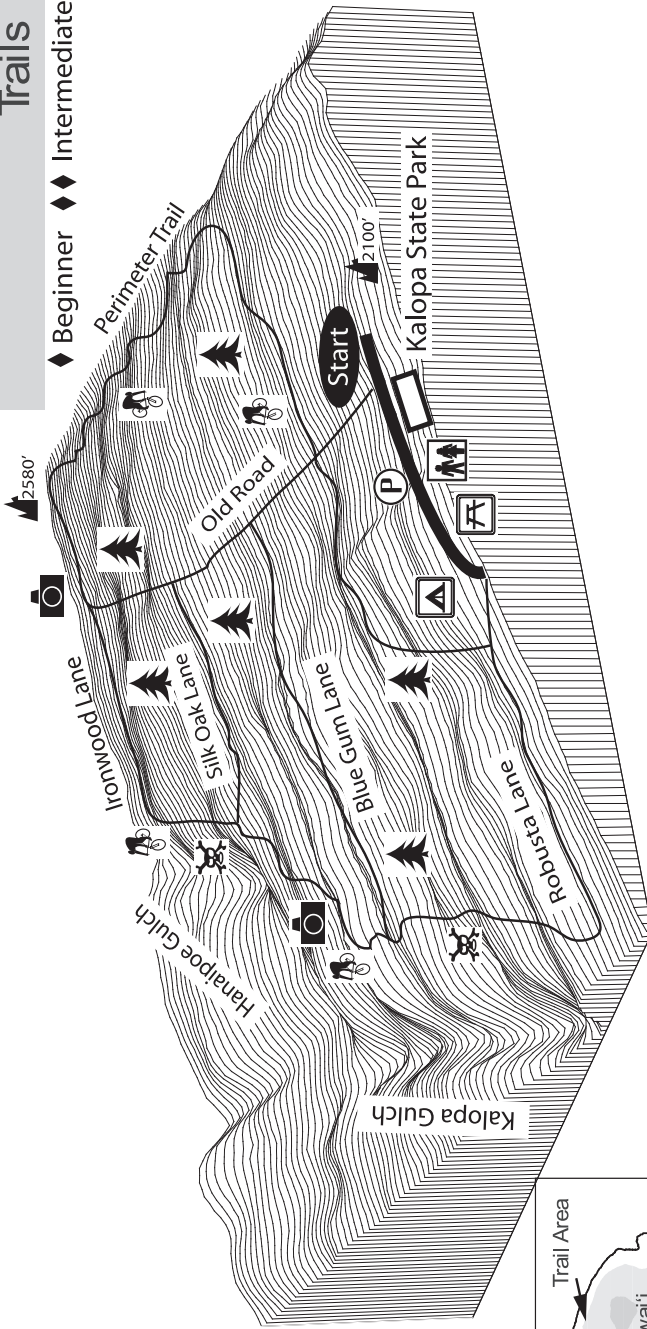 Trails
Beginner
Intermediate
Perimeter Trail
2580'
2100'
Kalopa State Park
Start
P
Old Road
Ironwood Lane
Silk Oak Lane
Blue Gum Lane
Robusta Lane
Hanaipoe Gulch
Kalopa Gulch
Trail Area